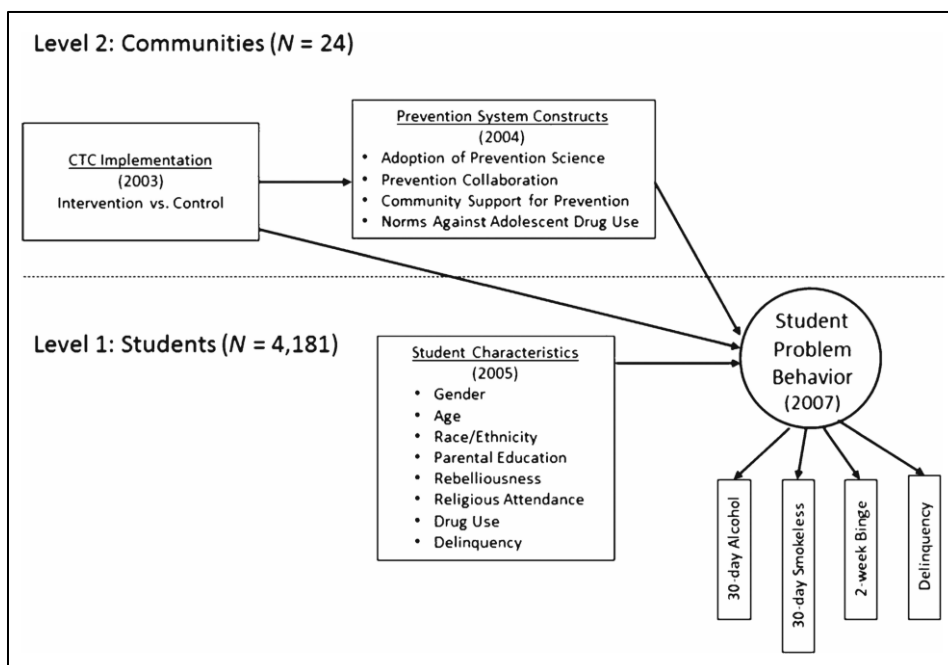 Level 2: Communities (N = 24)
Prevention System Constructs
(2004)
• Adoption of Prevention Science
• Prevention Collaboration
• Community Support for Prevention
• Norms Against Adolescent Drug Use
CTC Implementation
(2003)
Intervention vs. Control
Level 1: Students (N = 4,181)
Student Characteristics
(2005)
• Gender
• Age
• Race/Ethnicity
• Parental Education
• Rebelliousness
• Religious Attendance
• Drug Use
• Delinquency
Student
Problem
Behavior
(2007)
30-day Alcohol
30-day Smokeless
2-week Binge
Delinquency